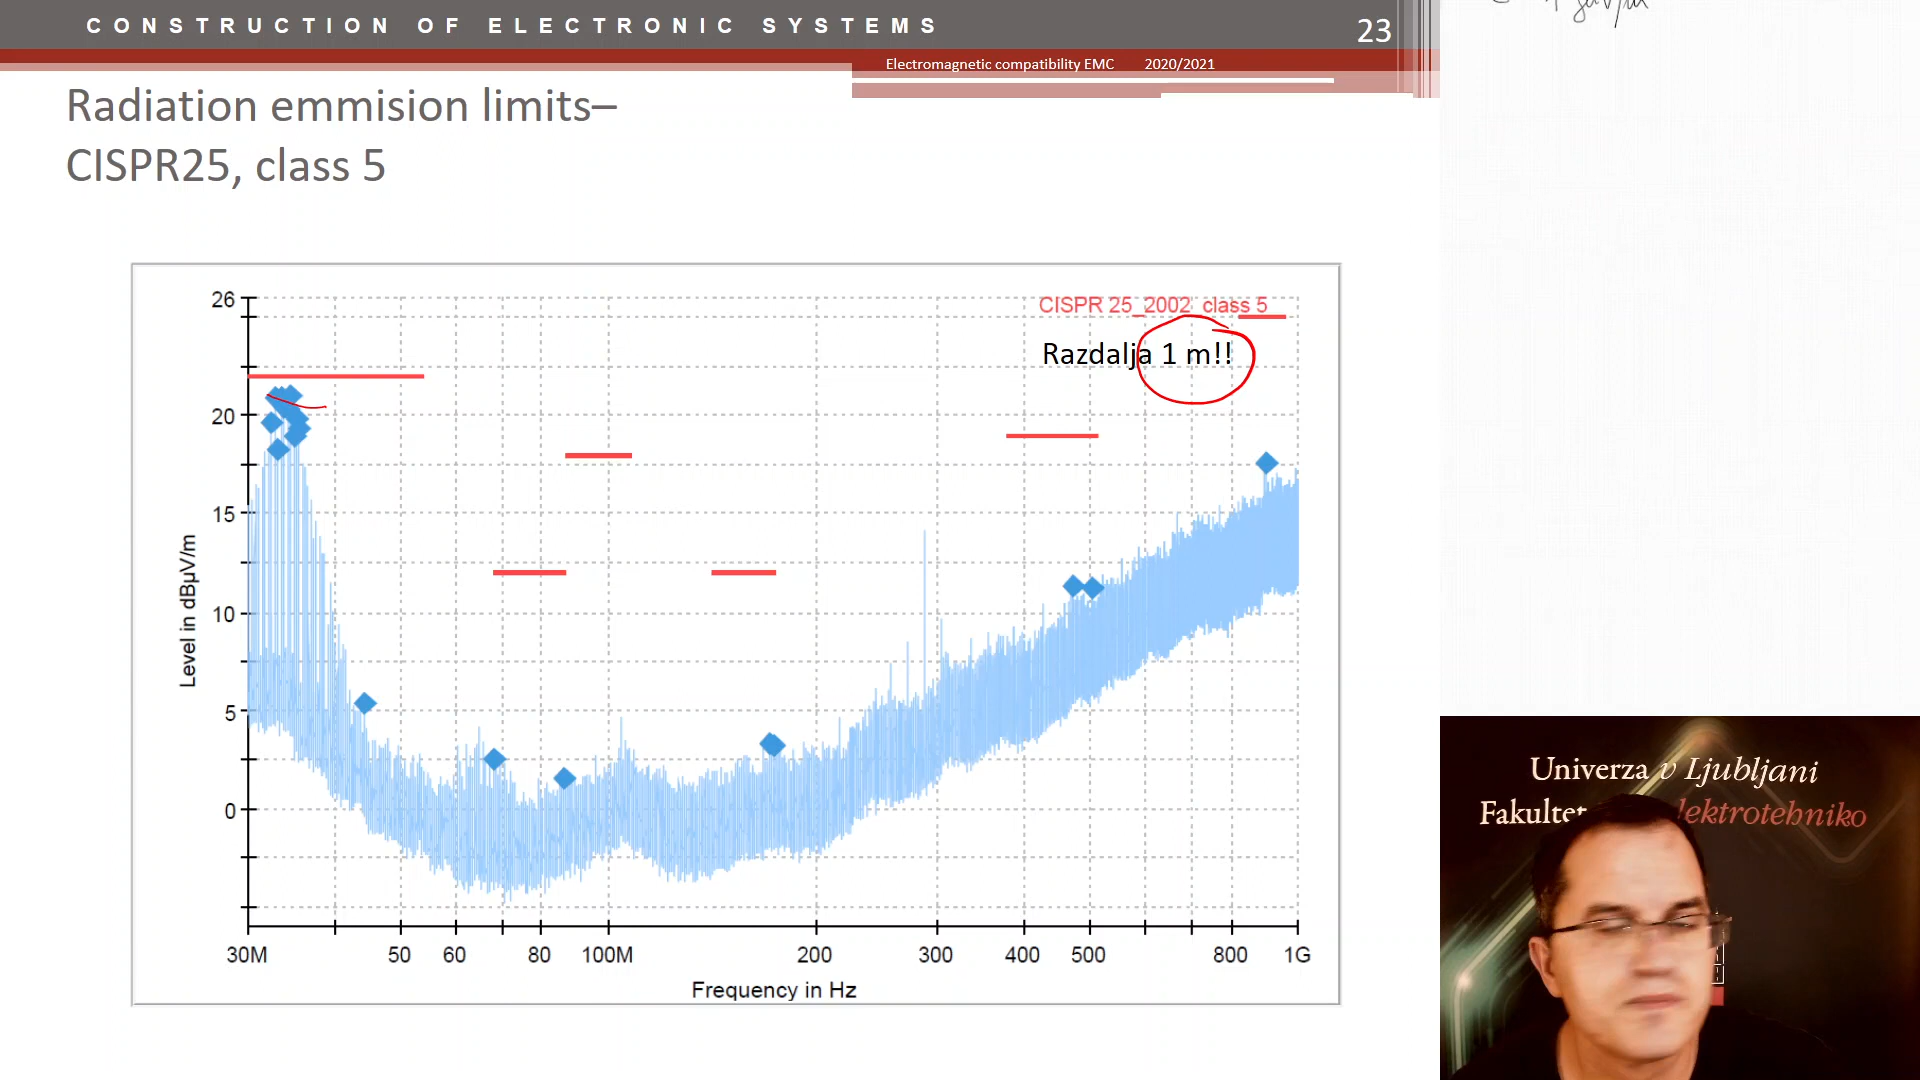 CONSTRUCTION OF ELECTRONIC SYSTEMS
23
Electromagnetic compatibility EMC 2020/2021
Radiation emmision limits–
CISPR25, class 5
CISPR 25_2002 class 5
Razdalja 1 m!!
Level in dBµV/m
26
20
15
10
5
0
30M 50 60 80 100M 200 300 400 500 800 1G
Frequency in Hz
Univerza v Ljubljani